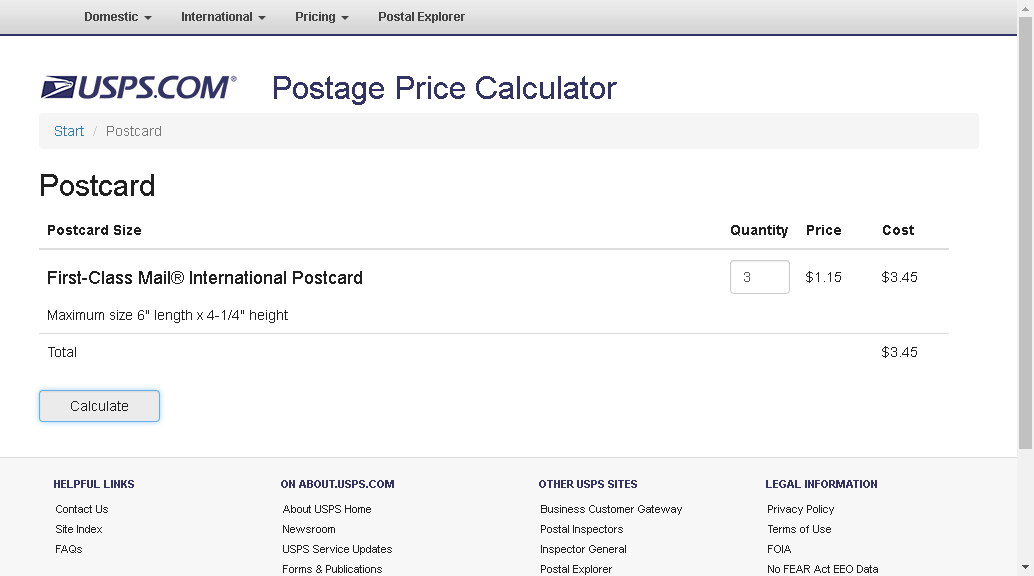 Domestic International Pricing Postal Explorer
USPS.COM® Postage Price Calculator
Start / Postcard
Postcard
Postcard Size Quantity Price Cost
First-Class Mail® International Postcard 3 $1.15 $3.45
Maximum size 6" length x 4-1/4" height
Total $3.45
Calculate
HELPFUL LINKS ON ABOUT.USPS.COM OTHER USPS SITES LEGAL INFORMATION
Contact Us About USPS Home Business Customer Gateway Privacy Policy
Site Index Newsroom Postal Inspectors Terms of Use
FAQs USPS Service Updates Inspector General FOIA
Forms & Publications Postal Explorer No FEAR Act EEO Data